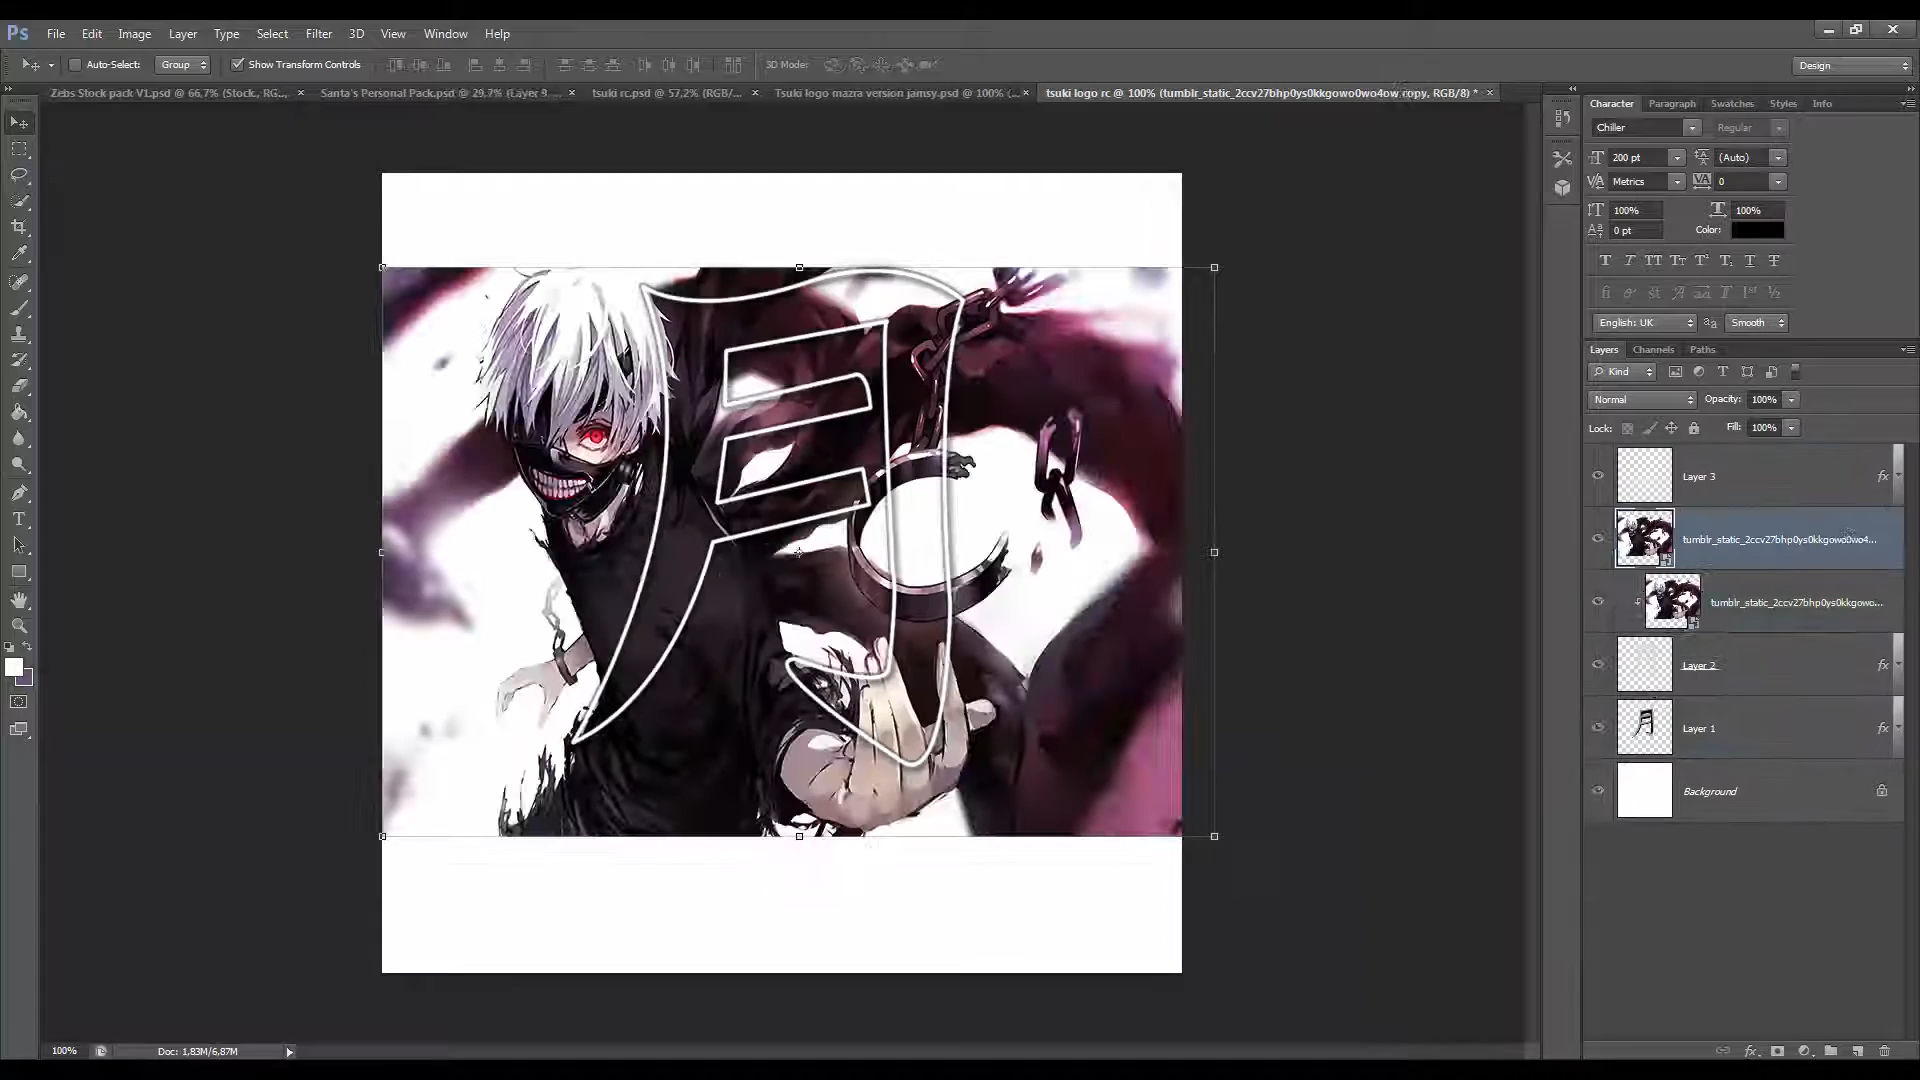 Ps File Edit Image Layer Type Select Filter 3D View Window Help
Auto-Select: Group Show Transform Controls 3D Mode: Design
Zebs Stock pack V1.psd @ 66,7% (Stock, RG... × Santa's Personal Pack.psd @ 29,7% (Layer 9... × tsuki rc.psd @ 57,2% (RGB/... × Tsuki logo mazra version jamsy.psd @ 100% (... × tsuki logo rc @ 100% (tumblr_static_2ccv27bhp0ys0kkgowo0wo4ow copy, RGB/8) * ×
Character Paragraph Swatches Styles Info
Chiller Regular
200 pt (Auto)
Metrics 0
100% 100%
0 pt Color:
English: UK Smooth
Layers Channels Paths
Kind
Normal Opacity: 100%
Lock: Fill: 100%
Layer 3 fx
tumblr_static_2ccv27bhp0ys0kkgowo0wo4...
tumblr_static_2ccv27bhp0ys0kkgowo...
Layer 2 fx
Layer 1 fx
Background
月
100% Doc: 1,83M/6,87M